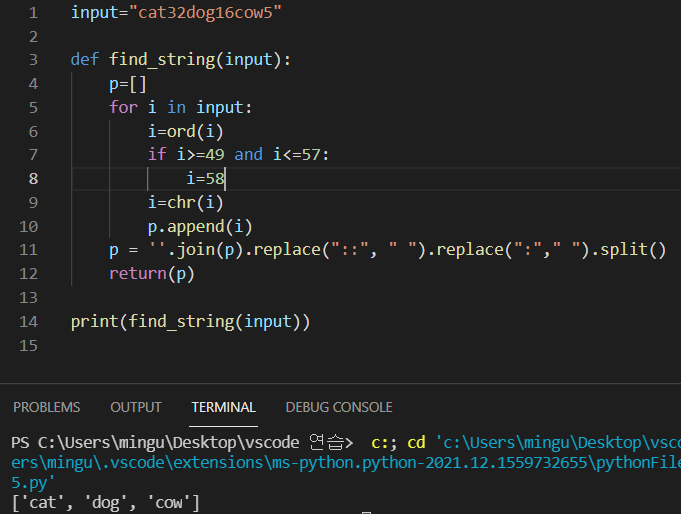 1 input="cat32dog16cow5"
2
3 def find_string(input):
4     p=[]
5     for i in input:
6         i=ord(i)
7         if i>=49 and i<=57:
8             i=58
9         i=chr(i)
10         p.append(i)
11     p = ''.join(p).replace("::", " ").replace(":"," ").split()
12     return(p)
13
14 print(find_string(input))
15
PROBLEMS OUTPUT TERMINAL DEBUG CONSOLE
PS C:\Users\mingu\Desktop\vscode 연습>  c:; cd 'c:\Users\mingu\Desktop\vsco
ers\mingu\.vscode\extensions\ms-python.python-2021.12.1559732655\pythonFile
5.py'
['cat', 'dog', 'cow']